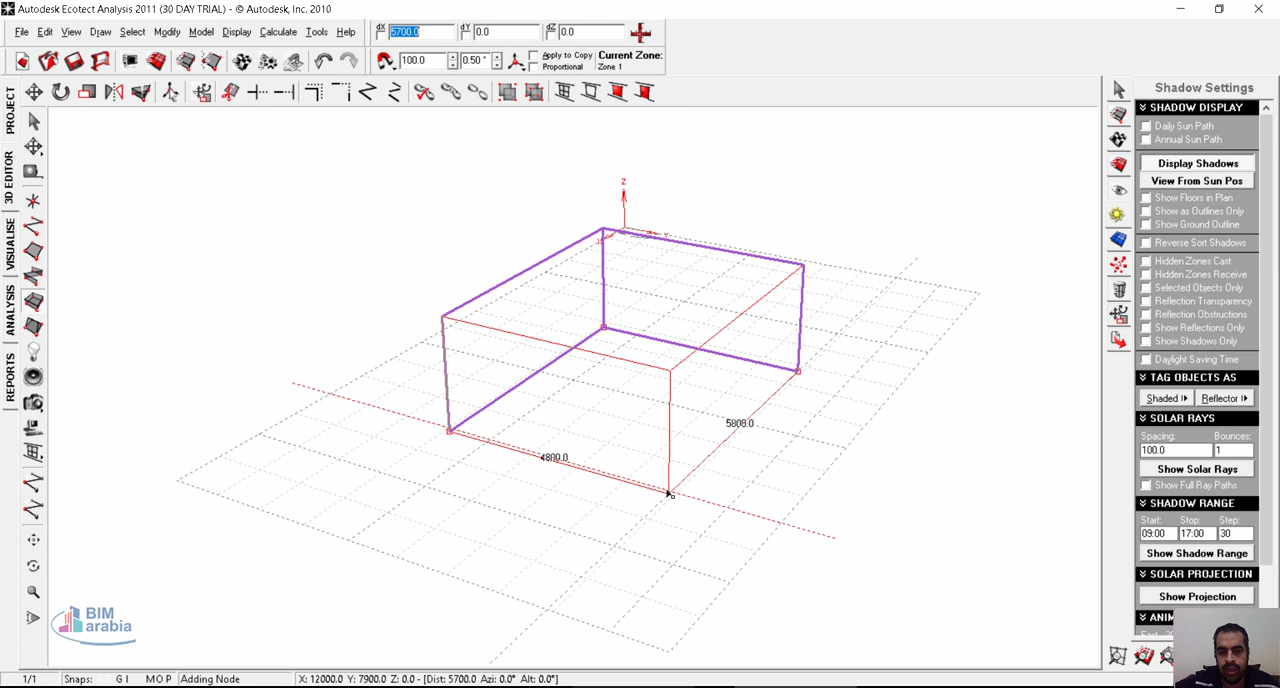 Autodesk Ecotect Analysis 2011 (30 DAY TRIAL) - © Autodesk, Inc. 2010
File Edit View Draw Select Modify Model Display Calculate Tools Help
dX 5700.0 dY 0.0 dZ 0.0
100.0 0.50° Apply to Copy Proportional Current Zone: Zone 1
PROJECT
3D EDITOR
VISUALISE
ANALYSIS
REPORTS
Z
X
Y
5800.0
4800.0
BIM
arabia
Shadow Settings
SHADOW DISPLAY
Daily Sun Path
Annual Sun Path
Display Shadows
View From Sun Pos
Show Floors in Plan
Show as Outlines Only
Show Ground Outline
Reverse Sort Shadows
Hidden Zones Cast
Hidden Zones Receive
Selected Objects Only
Reflection Transparency
Reflection Obstructions
Show Reflections Only
Show Shadows Only
Daylight Saving Time
TAG OBJECTS AS
Shaded Reflector
SOLAR RAYS
Spacing: Bounces:
100.0 1
Show Solar Rays
Show Full Ray Paths
SHADOW RANGE
Start: Stop: Step:
09:00 17:00 30
Show Shadow Range
SOLAR PROJECTION
Show Projection
1/1 Snaps: G I M O P Adding Node X: 12000.0 Y: 7900.0 Z: 0.0 - [Dist: 5700.0 Azi: 0.0° Alt: 0.0°]